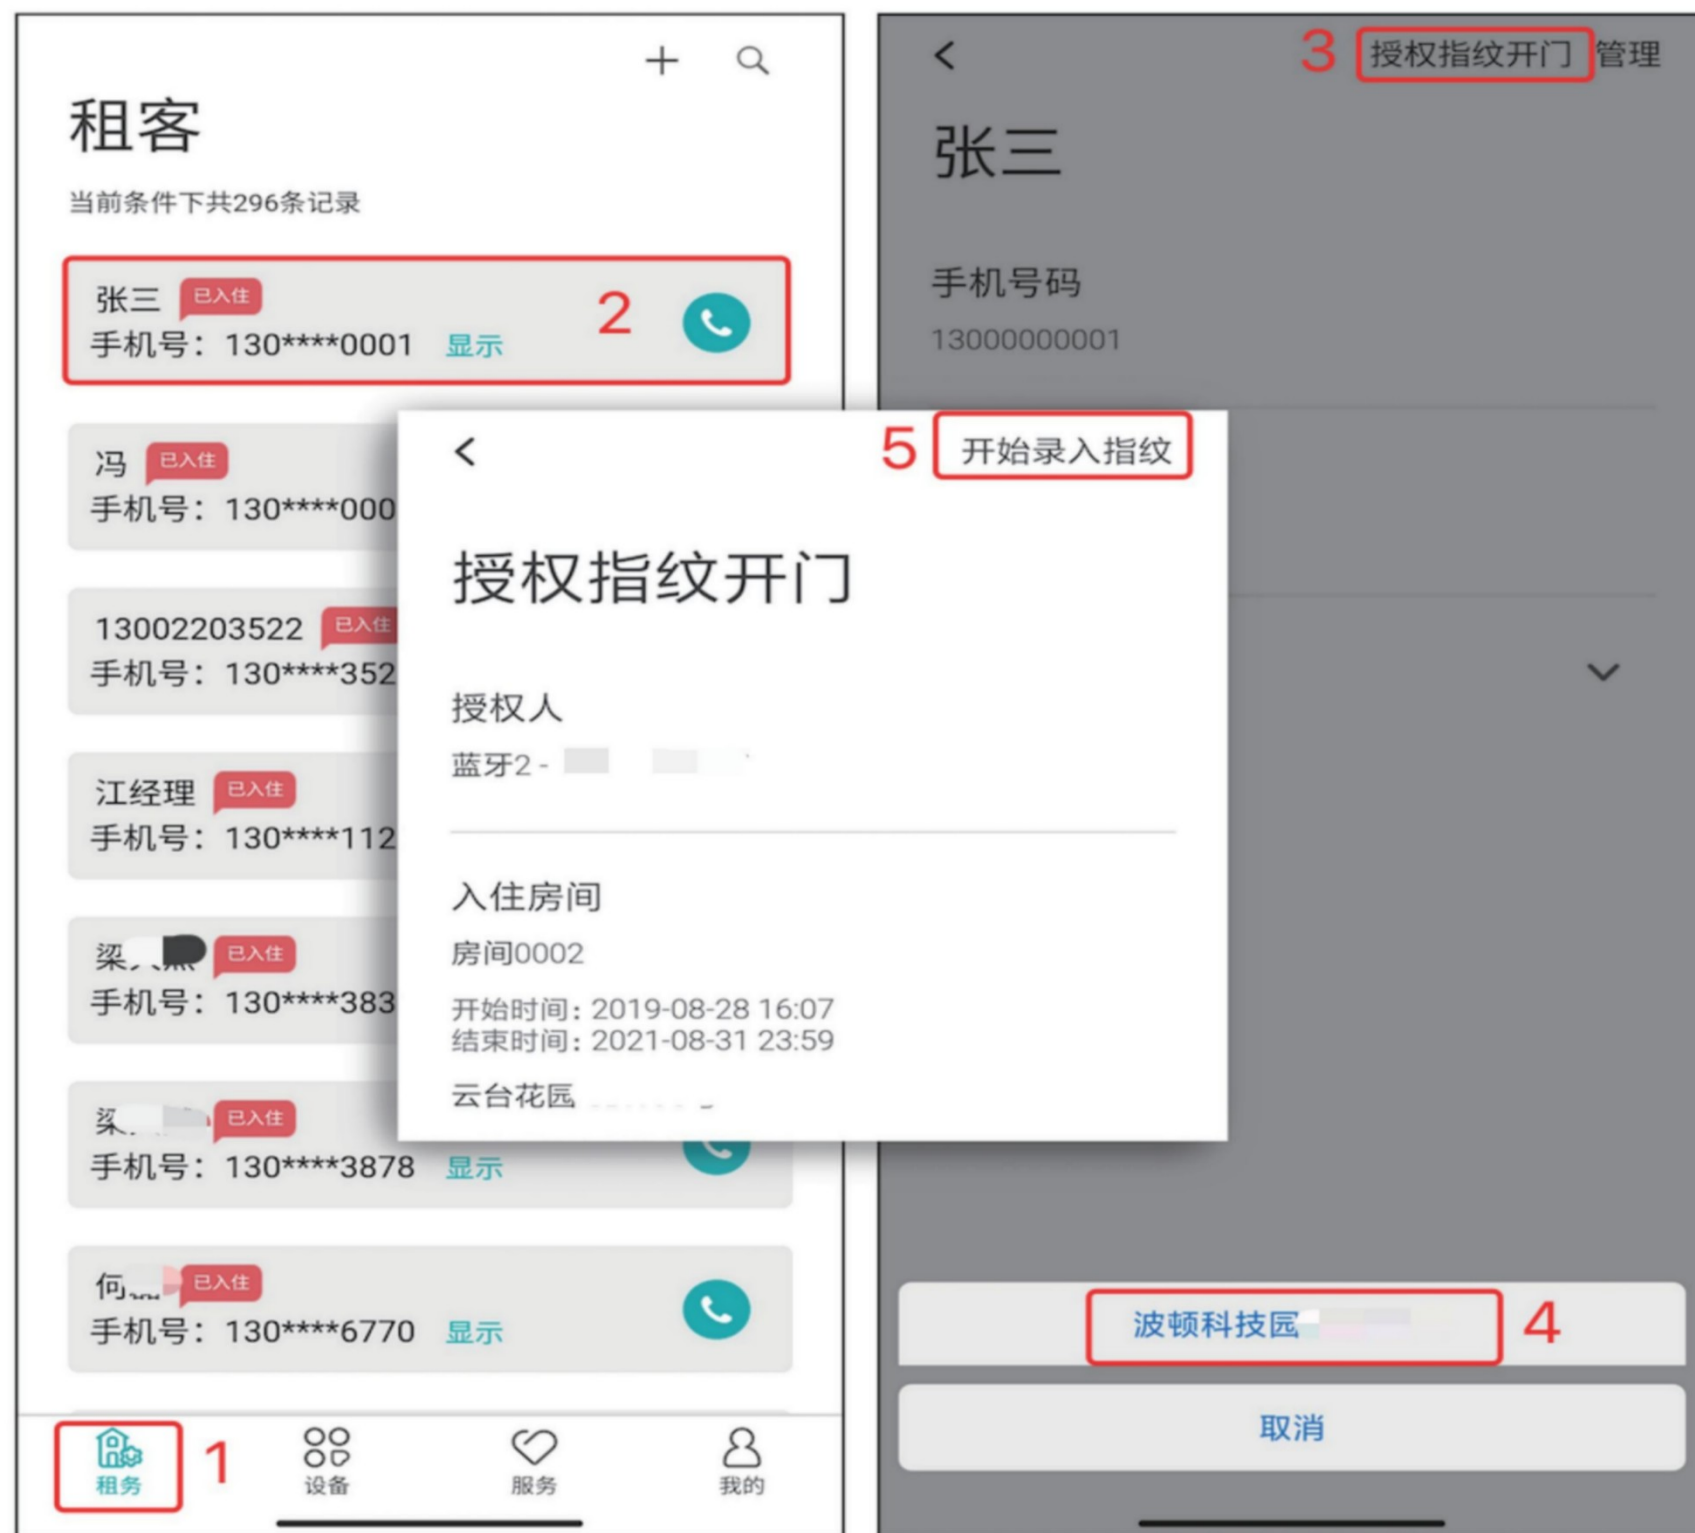 租客
当前条件下共296条记录
张三 已入住
手机号：130****0001 显示 2
冯 已入住
手机号：130****000
13002203522 已入住
手机号：130****352
江经理 已入住
手机号：130****112
梁 已入住
手机号：130****383
梁 已入住
手机号：130****3878 显示
何 已入住
手机号：130****6770 显示
租务 1 设备 服务 我的
3 授权指纹开门 管理
张三
手机号码
13000000001
5 开始录入指纹
授权指纹开门
授权人
蓝牙2 -
入住房间
房间0002
开始时间：2019-08-28 16:07
结束时间：2021-08-31 23:59
云台花园
波顿科技园 4
取消